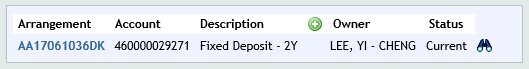 Arrangement Account Description Owner Status
AA17061036DK 460000029271 Fixed Deposit - 2Y LEE, YI - CHENG Current